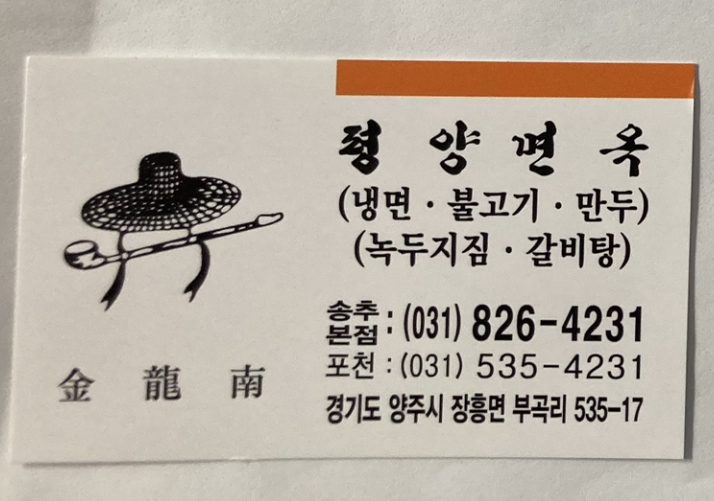 평양면옥
(냉면 · 불고기 · 만두)
(녹두지짐 · 갈비탕)
송추본점 : (031) 826-4231
포천 : (031) 535-4231
경기도 양주시 장흥면 부곡리 535-17
金龍南